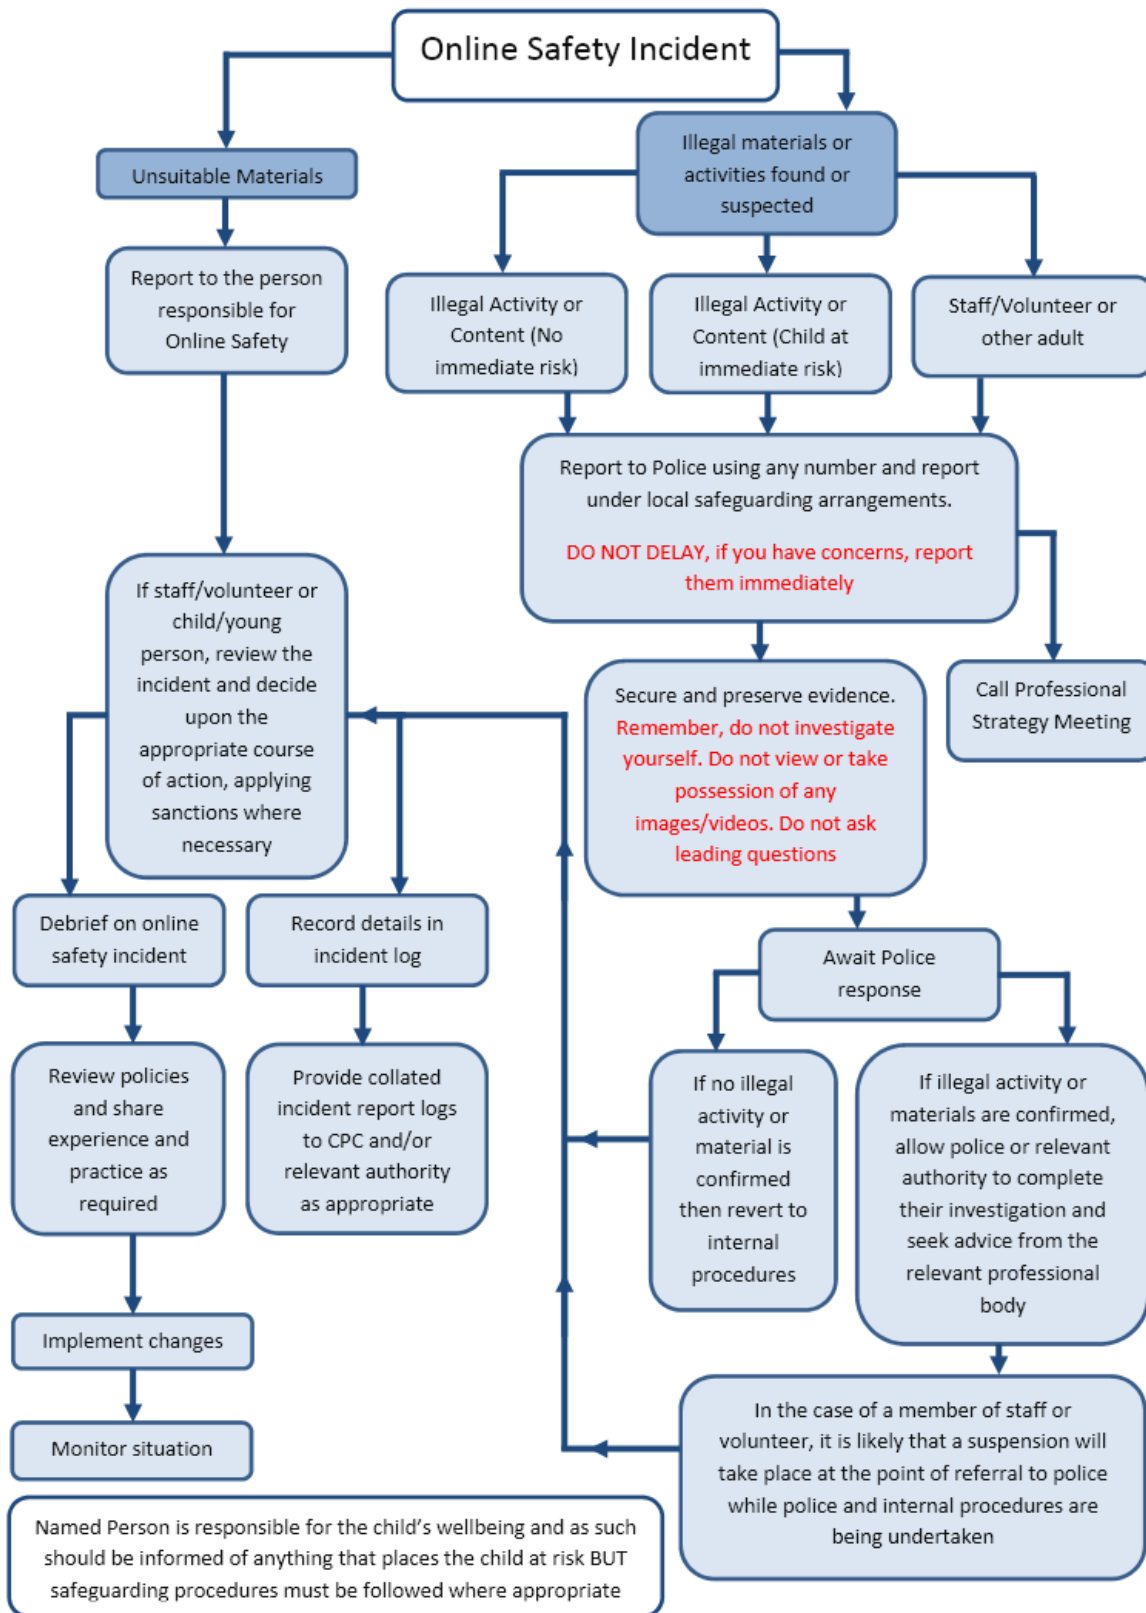 Online Safety Incident
Unsuitable Materials
Illegal materials or
activities found or
suspected
Report to the person
responsible for
Online Safety
Illegal Activity or
Content (No
immediate risk)
Illegal Activity or
Content (Child at
immediate risk)
Staff/Volunteer or
other adult
Report to Police using any number and report
under local safeguarding arrangements.
DO NOT DELAY, if you have concerns, report
them immediately
If staff/volunteer or
child/young
person, review the
incident and decide
upon the
appropriate course
of action, applying
sanctions where
necessary
Secure and preserve evidence.
Remember, do not investigate
yourself. Do not view or take
possession of any
images/videos. Do not ask
leading questions
Call Professional
Strategy Meeting
Debrief on online
safety incident
Record details in
incident log
Await Police
response
Review policies
and share
experience and
practice as
required
Provide collated
incident report logs
to CPC and/or
relevant authority
as appropriate
If no illegal
activity or
material is
confirmed
then revert to
internal
procedures
If illegal activity or
materials are confirmed,
allow police or relevant
authority to complete
their investigation and
seek advice from the
relevant professional
body
Implement changes
Monitor situation
In the case of a member of staff or
volunteer, it is likely that a suspension will
take place at the point of referral to police
while police and internal procedures are
being undertaken
Named Person is responsible for the child’s wellbeing and as such
should be informed of anything that places the child at risk BUT
safeguarding procedures must be followed where appropriate